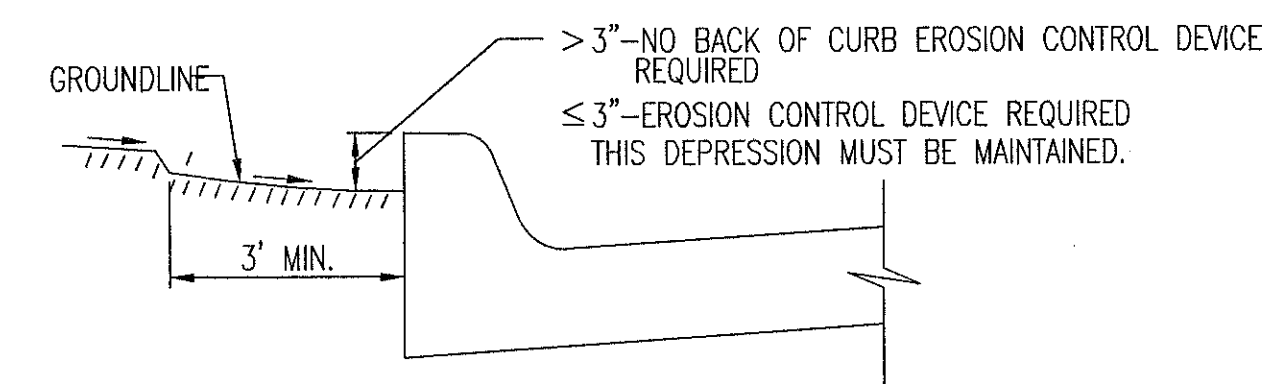 > 3"-NO BACK OF CURB EROSION CONTROL DEVICE
REQUIRED
GROUNDLINE
≤ 3"-EROSION CONTROL DEVICE REQUIRED
THIS DEPRESSION MUST BE MAINTAINED.
3' MIN.